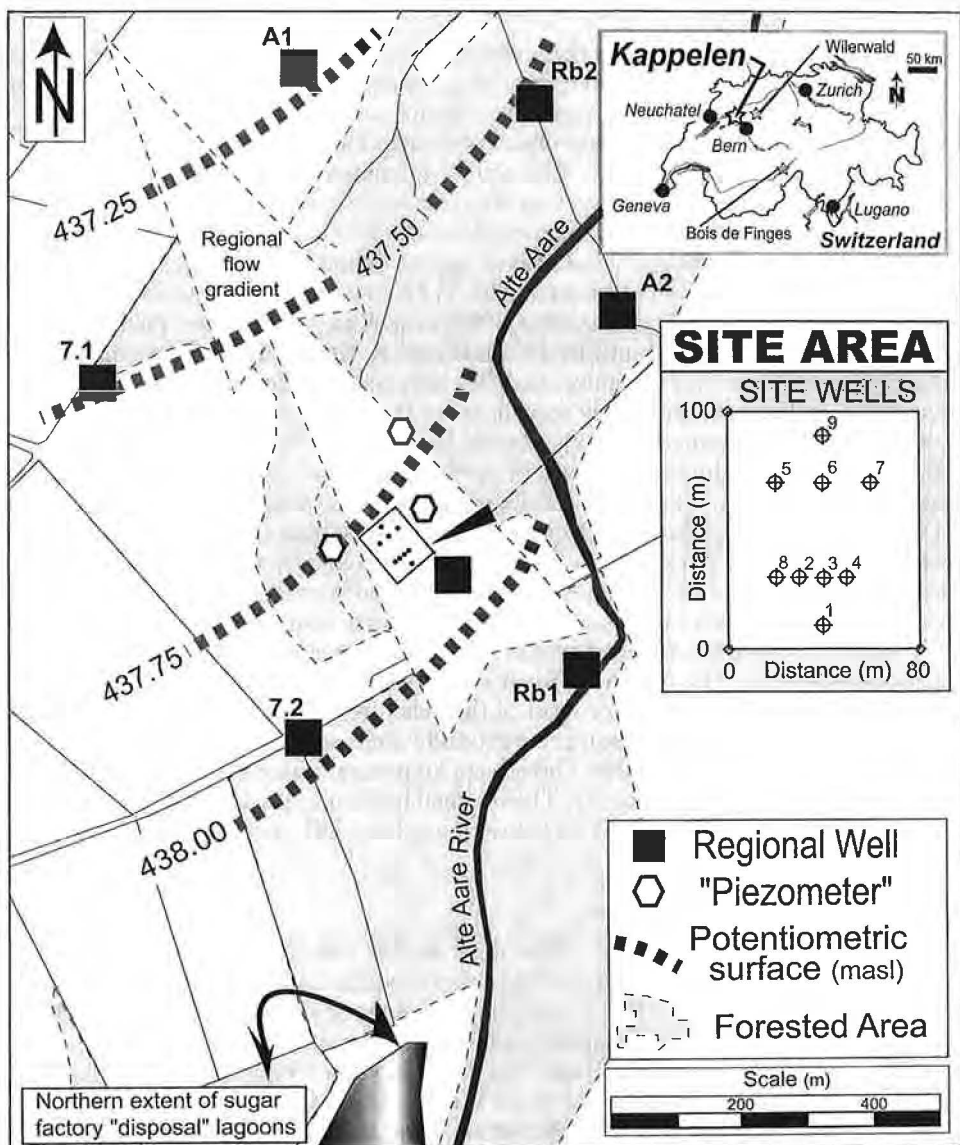 N
A1
Rb2
437.25
Regional
flow
gradient
437.50
Alte Aare
A2
7.1
437.75
7.2
438.00
Rb1
Alte Aare River
Northern extent of sugar
factory "disposal" lagoons
Kappelen
Wilerwald
50 km
N
Neuchatel
Zurich
Bern
Geneva
Lugano
Bois de Finges
Switzerland
SITE AREA
SITE WELLS
100
Distance (m)
9
5
6
7
8
2
3
4
1
0
0
Distance (m)
80
Regional Well
"Piezometer"
Potentiometric
surface (masl)
Forested Area
Scale (m)
200
400